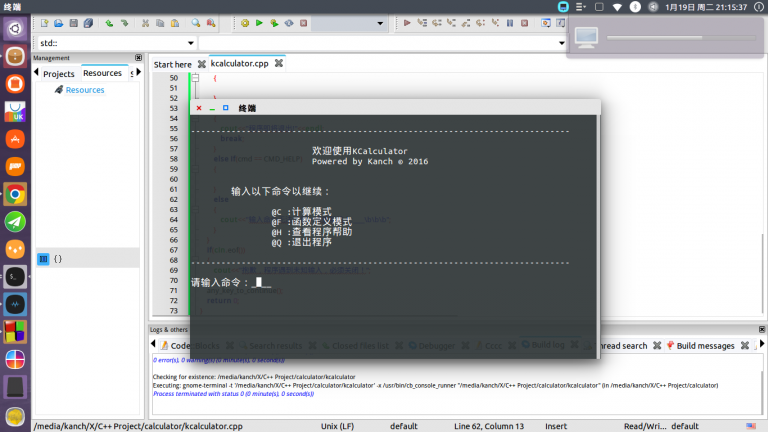 终端
1月19日 周二 21:15:37
std::
Management
Projects
Resources
Resources
{}
Start here
kcalculator.cpp
50
51
52
{
终端
欢迎使用KCalculator
Powered by Kanch © 2016
输入以下命令以继续：
@C :计算模式
@F :函数定义模式
@H :查看程序帮助
@Q :退出程序
请输入命令：_ __
55
56
57
58
59
60
61
62
63
64
65
66
67
68
69
70
71
72
73
break
else
Logs & others
Code::Blocks
Search results
Closed files list
Debugger
Cccc
Build log
hread search
Build messages
0 error(s), 0 warning(s) (0 minute(s), 0 second(s))
Checking for existence: /media/kanch/X/C++ Project/calculator/kcalculator
Executing: gnome-terminal -t '/media/kanch/X/C++ Project/calculator/kcalculator' -x /usr/bin/cb_console_runner "/media/kanch/X/C++ Project/calculator/kcalculator" (in /media/kanch/X/C++ Project/calculator)
Process terminated with status 0 (0 minute(s), 0 second(s))
/media/kanch/X/C++ Project/calculator/kcalculator.cpp
Unix (LF)
default
Line 62, Column 13
Insert
Read/Wri...
default